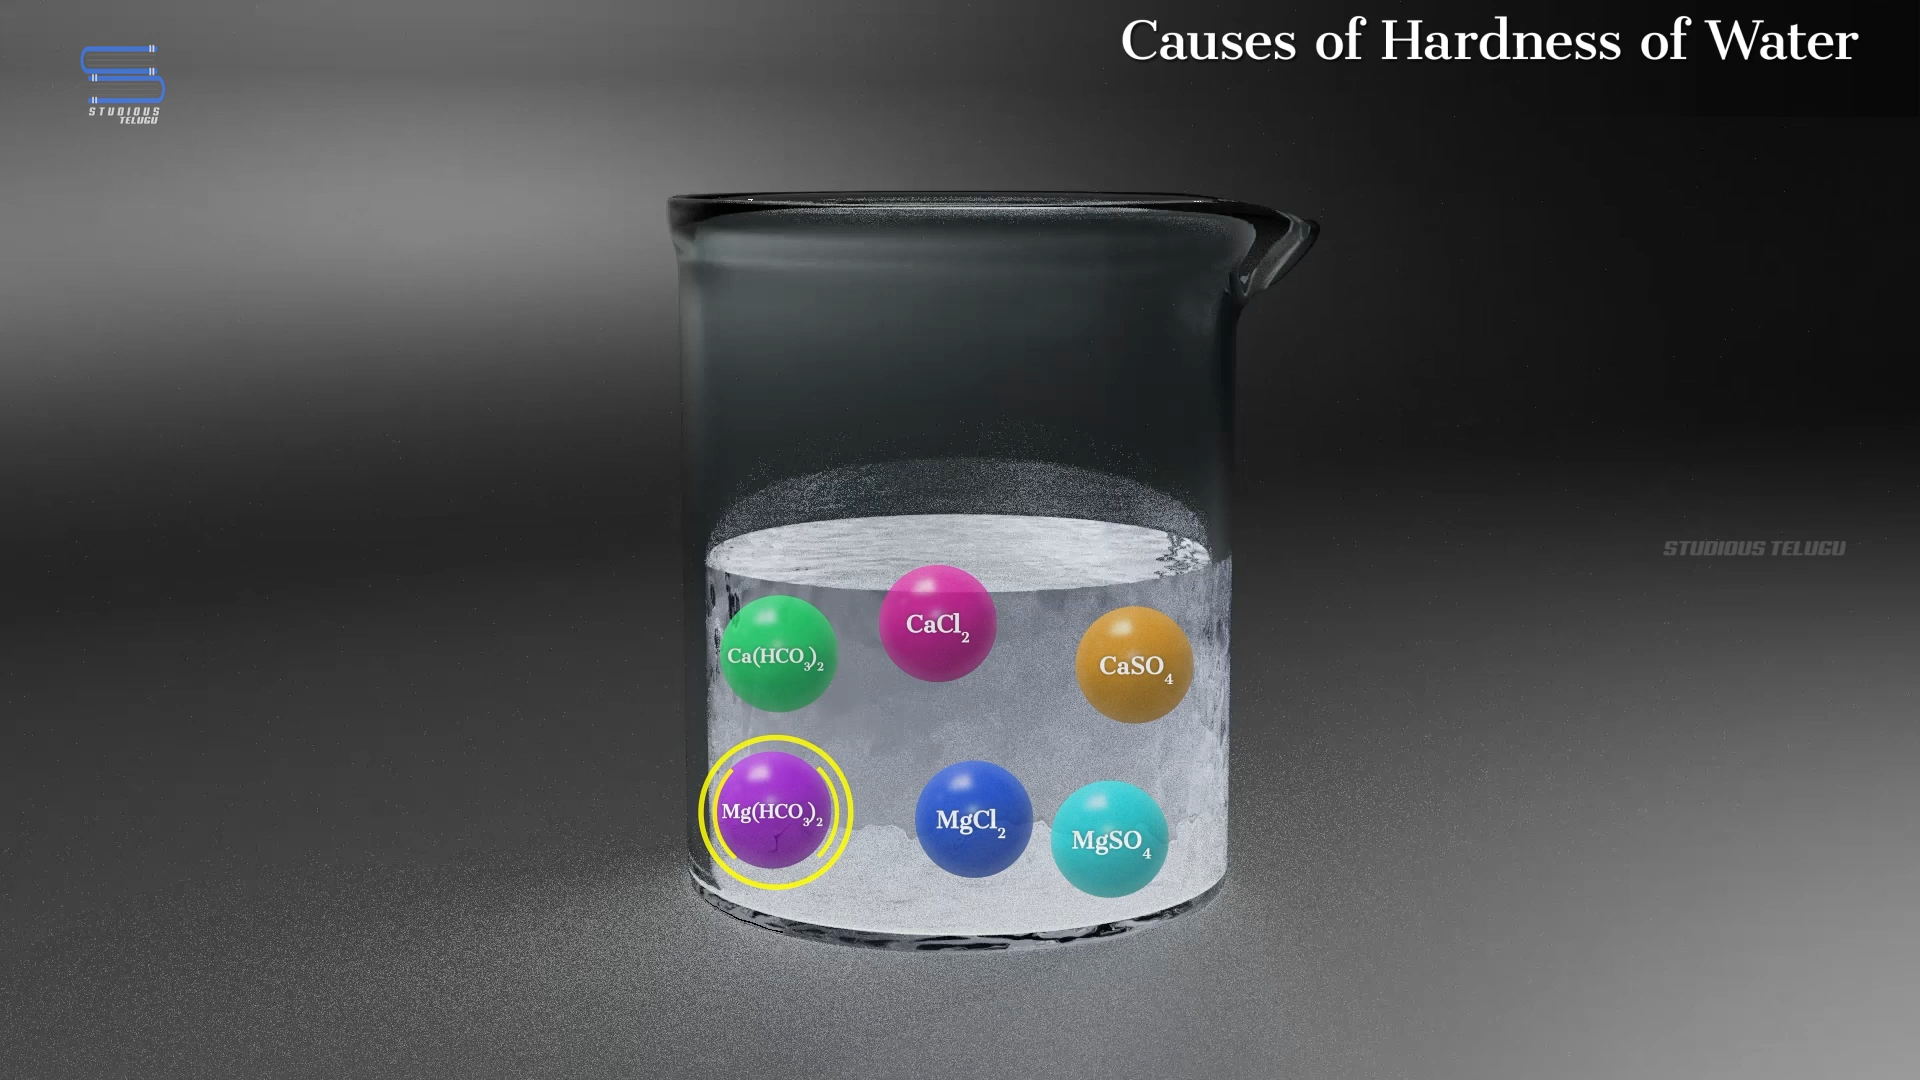 Causes of Hardness of Water
STUDIOUS
TELUGU
STUDIOUS TELUGU
CaCl₂
Ca(HCO₃)₂
CaSO₄
Mg(HCO₃)₂
MgCl₂
MgSO₄